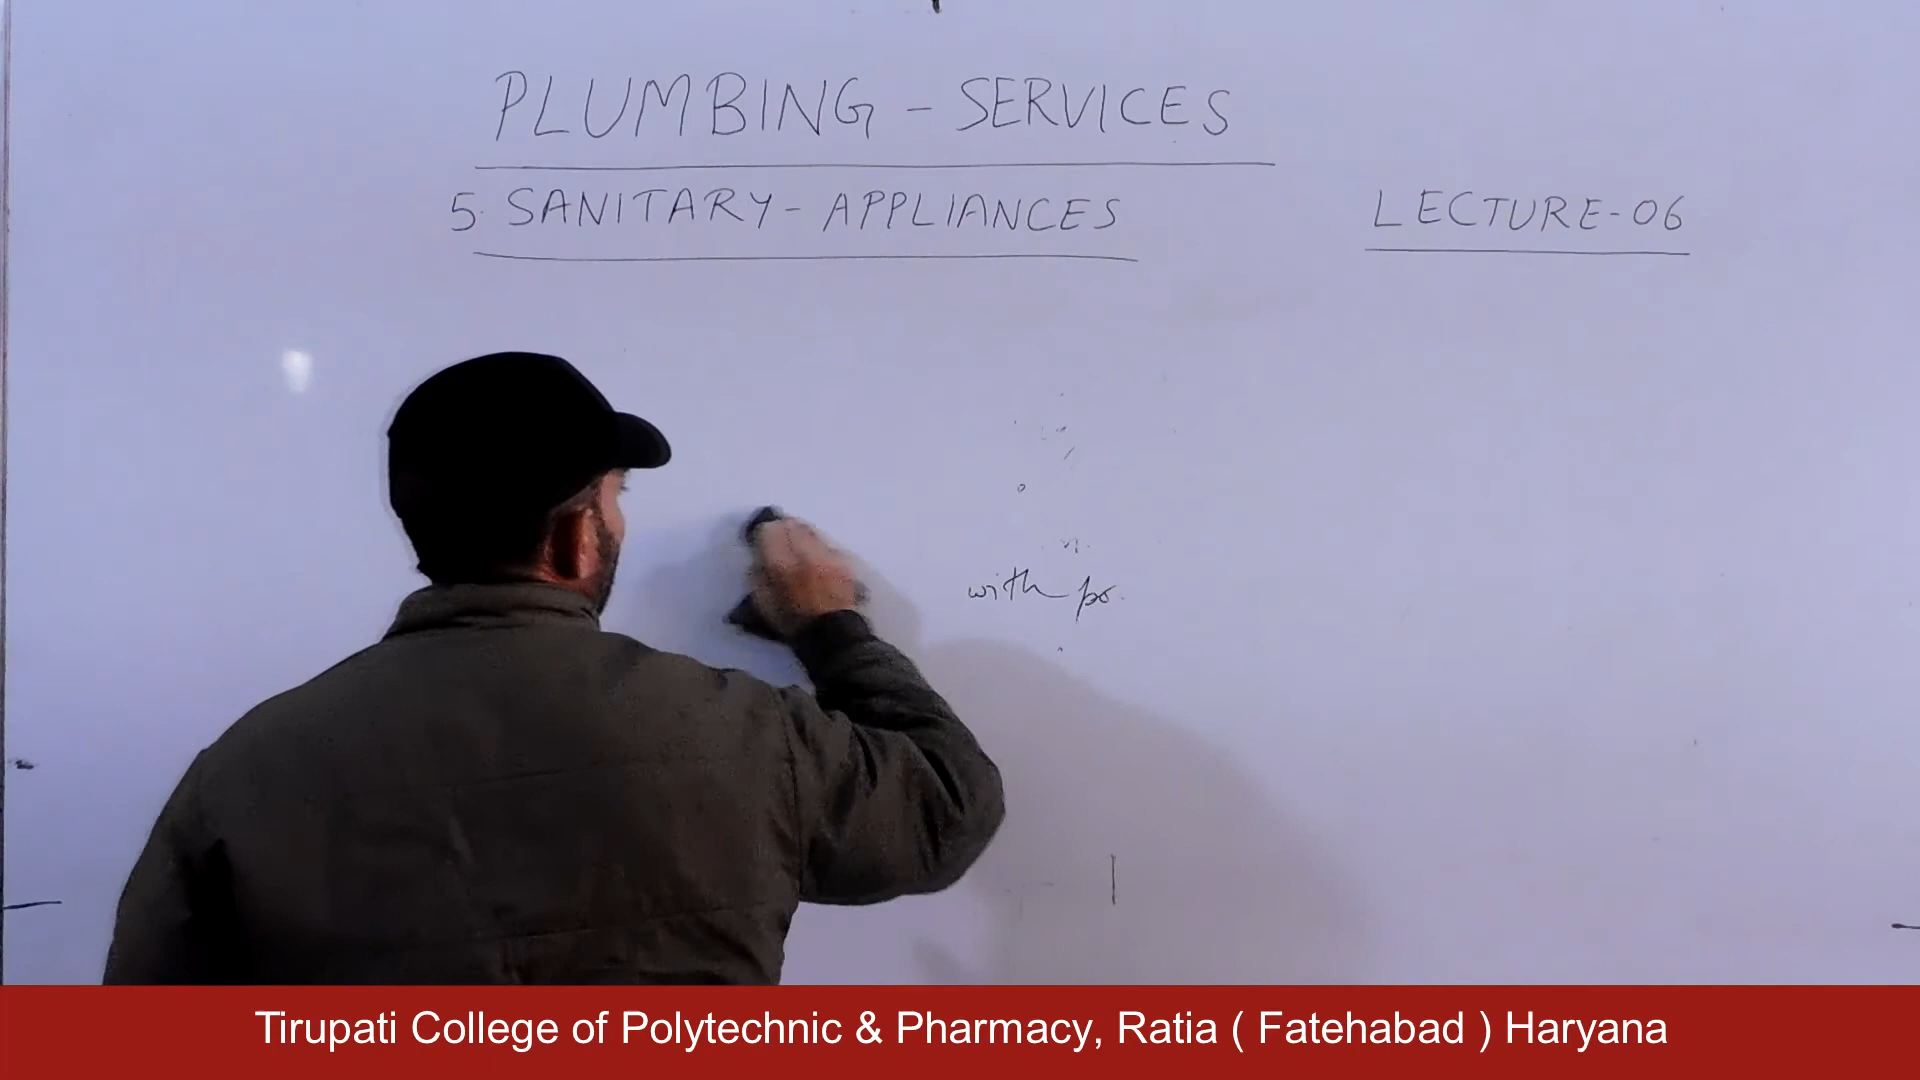 PLUMBING - SERVICES
5. SANITARY - APPLIANCES
LECTURE-06
with
Tirupati College of Polytechnic & Pharmacy, Ratia ( Fatehabad ) Haryana